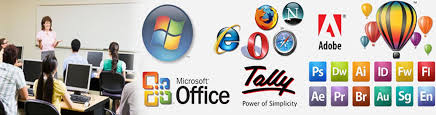 Adobe
Microsoft
Office
Tally
Power of Simplicity
Ps Dw Ai Id Fw Fl
Ae Pr Br Au Sg En